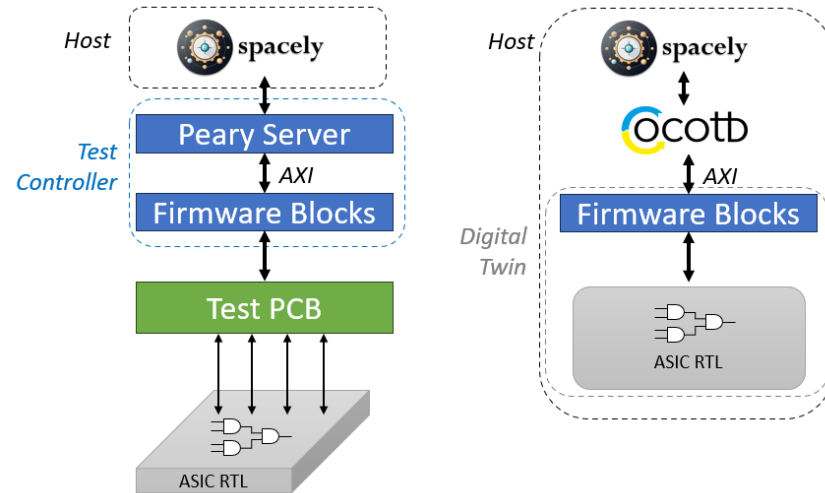 Host
spacely
Peary Server
Test
Controller
AXI
Firmware Blocks
Test PCB
ASIC RTL
Host
spacely
cocotb
AXI
Firmware Blocks
Digital
Twin
ASIC RTL